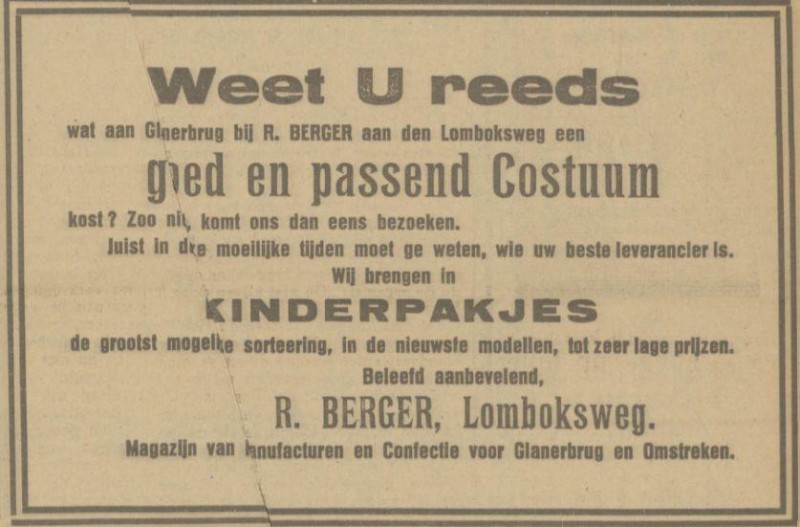 Weet U reeds
wat aan Glanerbrug bij R. BERGER aan den Lomboksweg een
goed en passend Costuum
kost? Zoo nit, komt ons dan eens bezoeken.
Juist in dre moeilijke tijden moet ge weten, wie uw beste leverancier is.
Wij brengen in
KINDERPAKJES
de grootst mogelke sorteering, in de nieuwste modellen, tot zeer lage prijzen.
Beleefd aanbevelend,
R. BERGER, Lomboksweg.
Magazijn van Manufacturen en Confectie voor Glanerbrug en Omstreken.